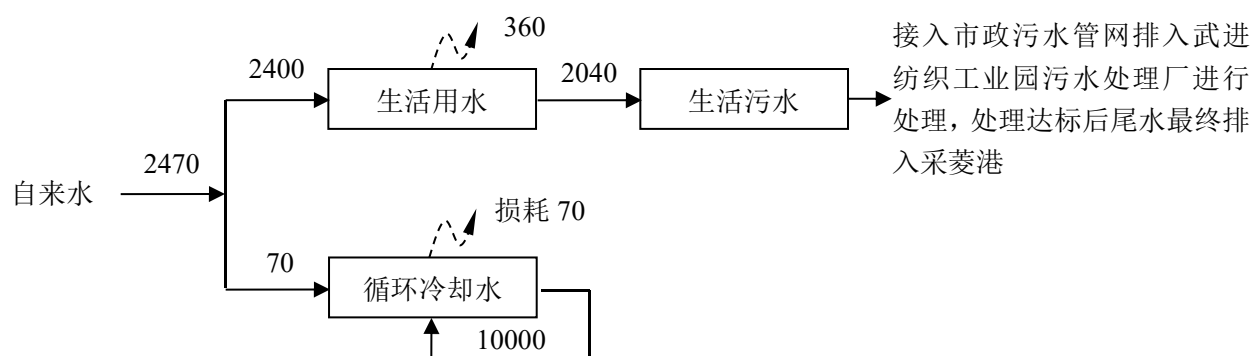 360
接入市政污水管网排入武进
纺织工业园污水处理厂进行
处理，处理达标后尾水最终排
入采菱港
2400
生活用水
2040
生活污水
2470
自来水
损耗 70
70
循环冷却水
10000